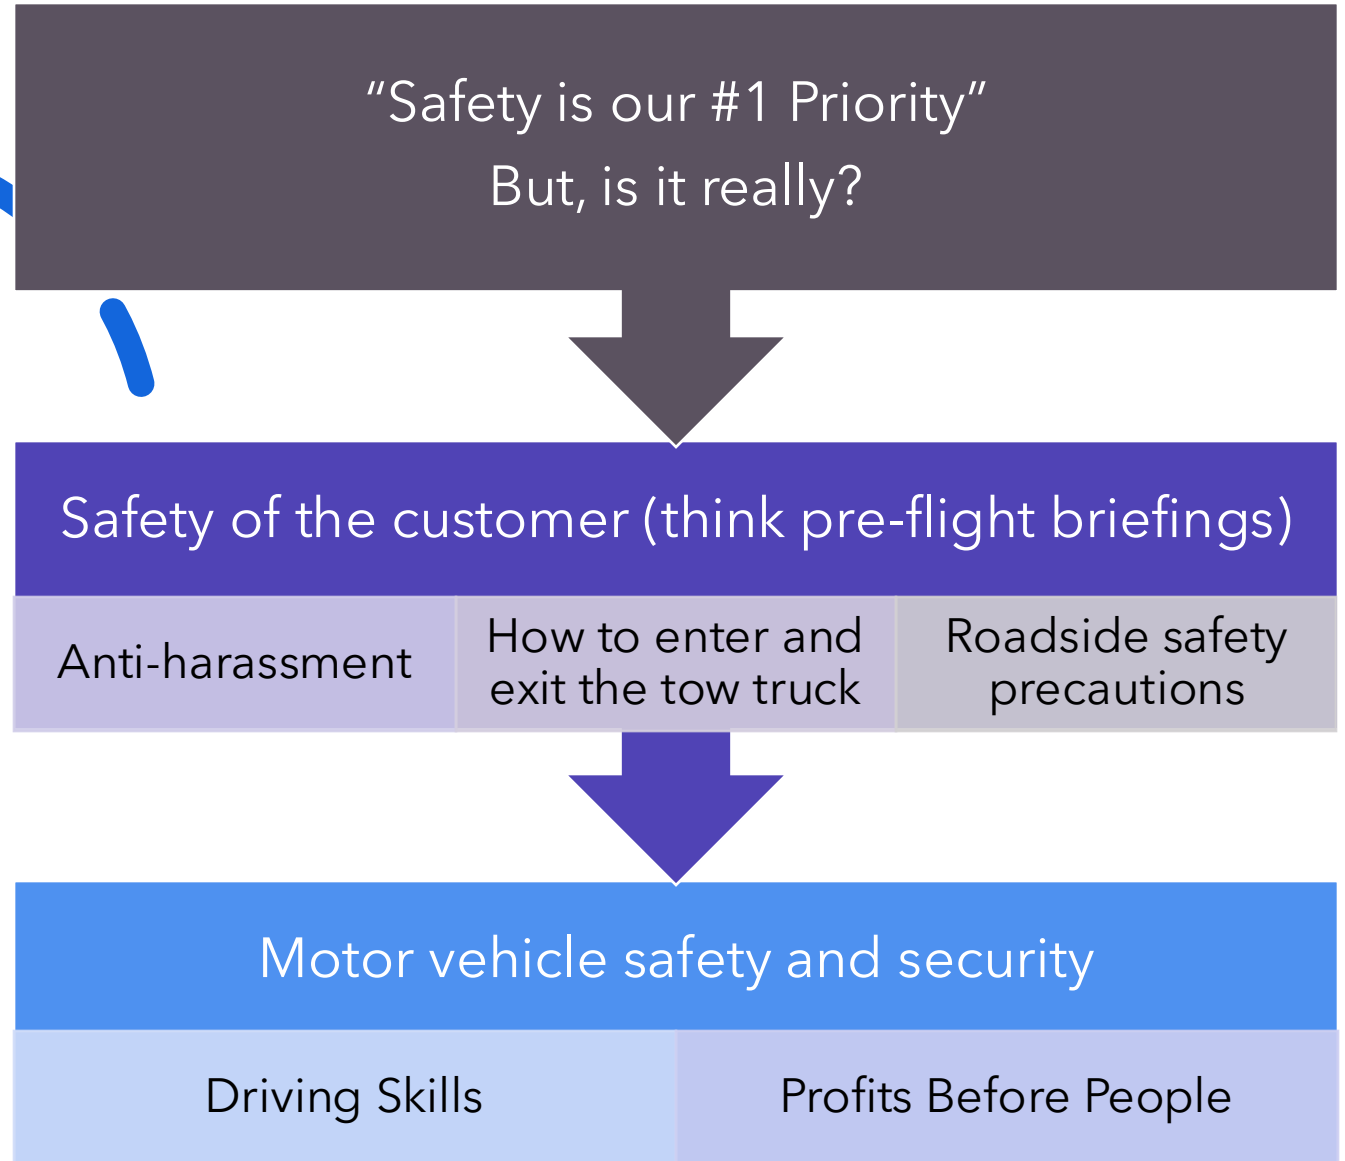 “Safety is our #1 Priority”
But, is it really?
Safety of the customer (think pre-flight briefings)
Anti-harassment
How to enter and
exit the tow truck
Roadside safety
precautions
Motor vehicle safety and security
Driving Skills
Profits Before People